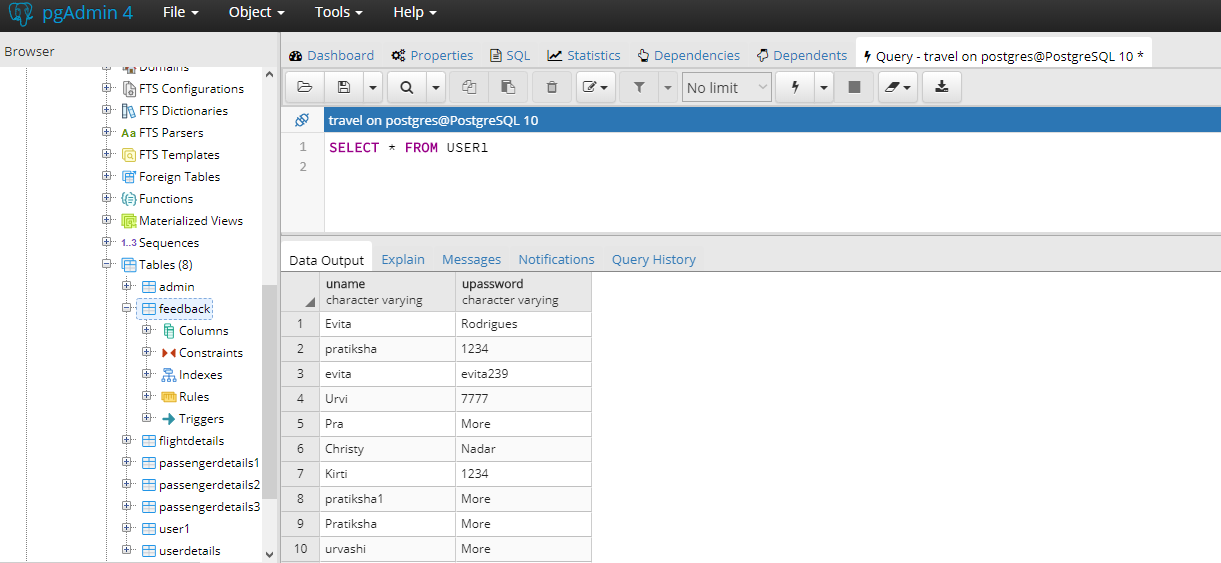 pgAdmin 4 File Object Tools Help
Browser
Dashboard Properties SQL Statistics Dependencies Dependents Query - travel on postgres@PostgreSQL 10 *
No limit
travel on postgres@PostgreSQL 10
1 SELECT * FROM USER1
2
Domains
FTS Configurations
FTS Dictionaries
Aa FTS Parsers
FTS Templates
Foreign Tables
Functions
Materialized Views
1..3 Sequences
Tables (8)
admin
feedback
Columns
Constraints
Indexes
Rules
Triggers
flightdetails
passengerdetails1
passengerdetails2
passengerdetails3
user1
userdetails
Data Output Explain Messages Notifications Query History
uname upassword
character varying character varying
1 Evita Rodrigues
2 pratiksha 1234
3 evita evita239
4 Urvi 7777
5 Pra More
6 Christy Nadar
7 Kirti 1234
8 pratiksha1 More
9 Pratiksha More
10 urvashi More